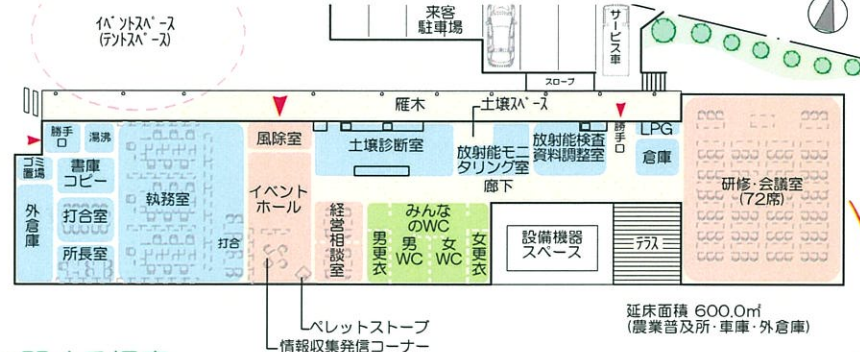 イベントスペース
(テントスペース)
来客
駐車場
サービス車
スロープ
雁木
土壌スペース
勝手
口
湯沸
風除室
土壌診断室
放射能モニ
タリング室
放射能検査
資料調整室
勝手口
LPG
倉庫
ゴミ
置場
書庫
コピー
執務室
イベント
ホール
廊下
研修・会議室
(72席)
外倉庫
打合室
打合
経営相談室
みんな
のWC
男更衣
男
WC
女
WC
女更衣
設備機器
スペース
テラス
所長室
ペレットストーブ
情報収集発信コーナー
延床面積 600.0㎡
(農業普及所・車庫・外倉庫)